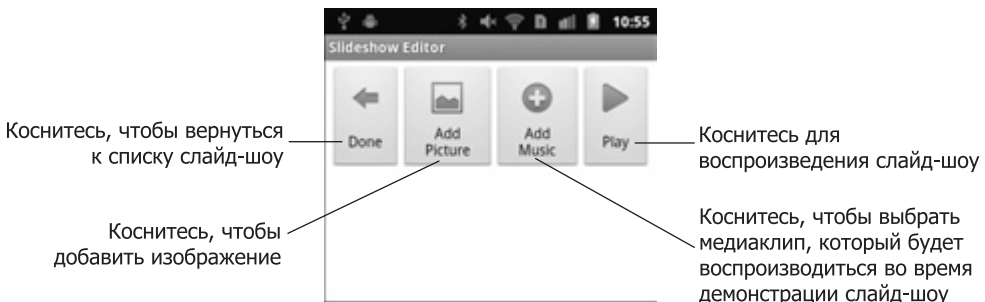 10:55
Slideshow Editor
Done
Add
Picture
Add
Music
Play
Коснитесь, чтобы вернуться
к списку слайд-шоу
Коснитесь, чтобы
добавить изображение
Коснитесь для
воспроизведения слайд-шоу
Коснитесь, чтобы выбрать
медиаклип, который будет
воспроизводиться во время
демонстрации слайд-шоу